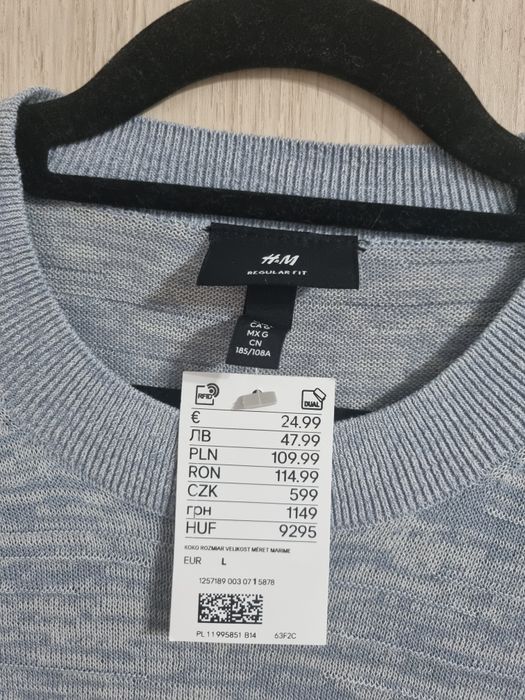 H&M
REGULAR FIT
MX G
CN
185/108A
RFID
DUAL
€ 24.99
ЛВ 47.99
PLN 109.99
RON 114.99
CZK 599
грн 1149
HUF 9295
KOKO ROZMIAR VELIKOST MÉRET MARIME
EUR L
1257189 003 07 1 5878
PL 1 1 995851 B14 63F2C